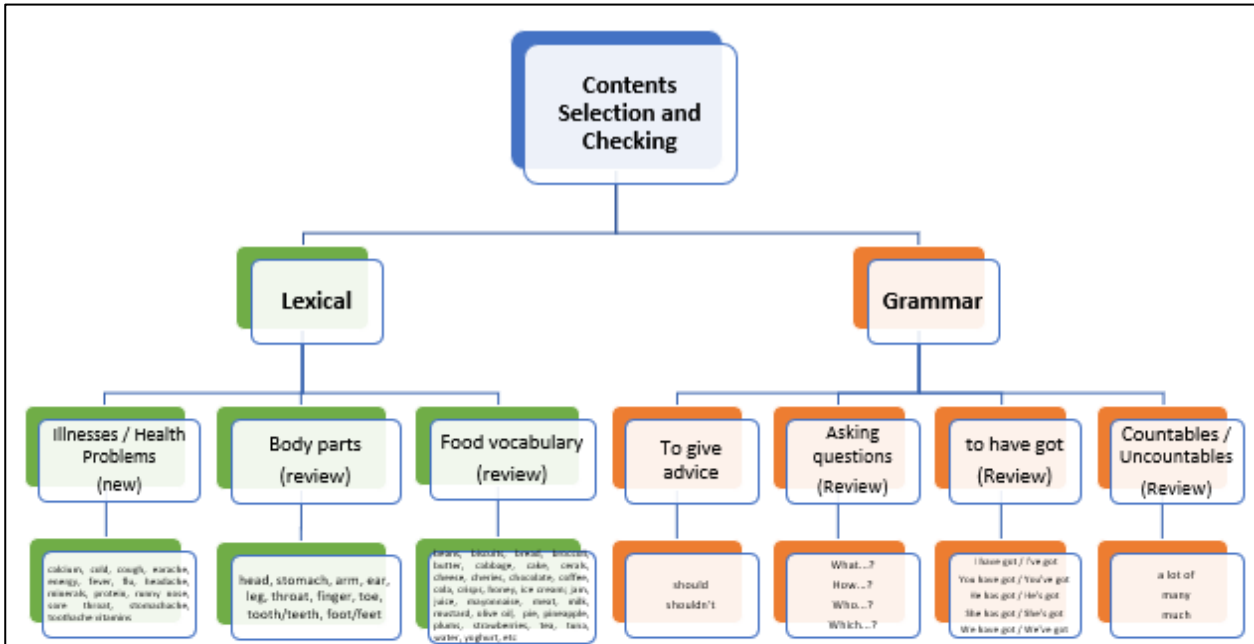 Contents
Selection and
Checking
Lexical
Grammar
Illnesses / Health
Problems
(new)
Body parts
(review)
Food vocabulary
(review)
To give
advice
Asking
questions
(Review)
to have got
(Review)
Countables /
Uncountables
(Review)
calcium, cold, cough, earache,
energy, fever, flu, headache,
minerals, protein, runny nose,
sore throat, stomachache,
toothache vitamins
head, stomach, arm, ear,
leg, throat, finger, toe,
tooth/teeth, foot/feet
beans, biscuits, bread, broccoli,
butter, cabbage, cake, cerals,
cheese, cherries, chocolate, coffee,
cola, crisps, honey, ice cream; jam,
juice, mayonnaise, meat, milk,
mustard, olive oil, pie, pineapple,
plums, strawberries, tea, tuna,
water, yoghurt, etc
should
shouldn't
What...?
How...?
Who...?
Which...?
I have got / I've got
You have got / You've got
He has got / He's got
She has got / She's got
We have got / We've got
a lot of
many
much